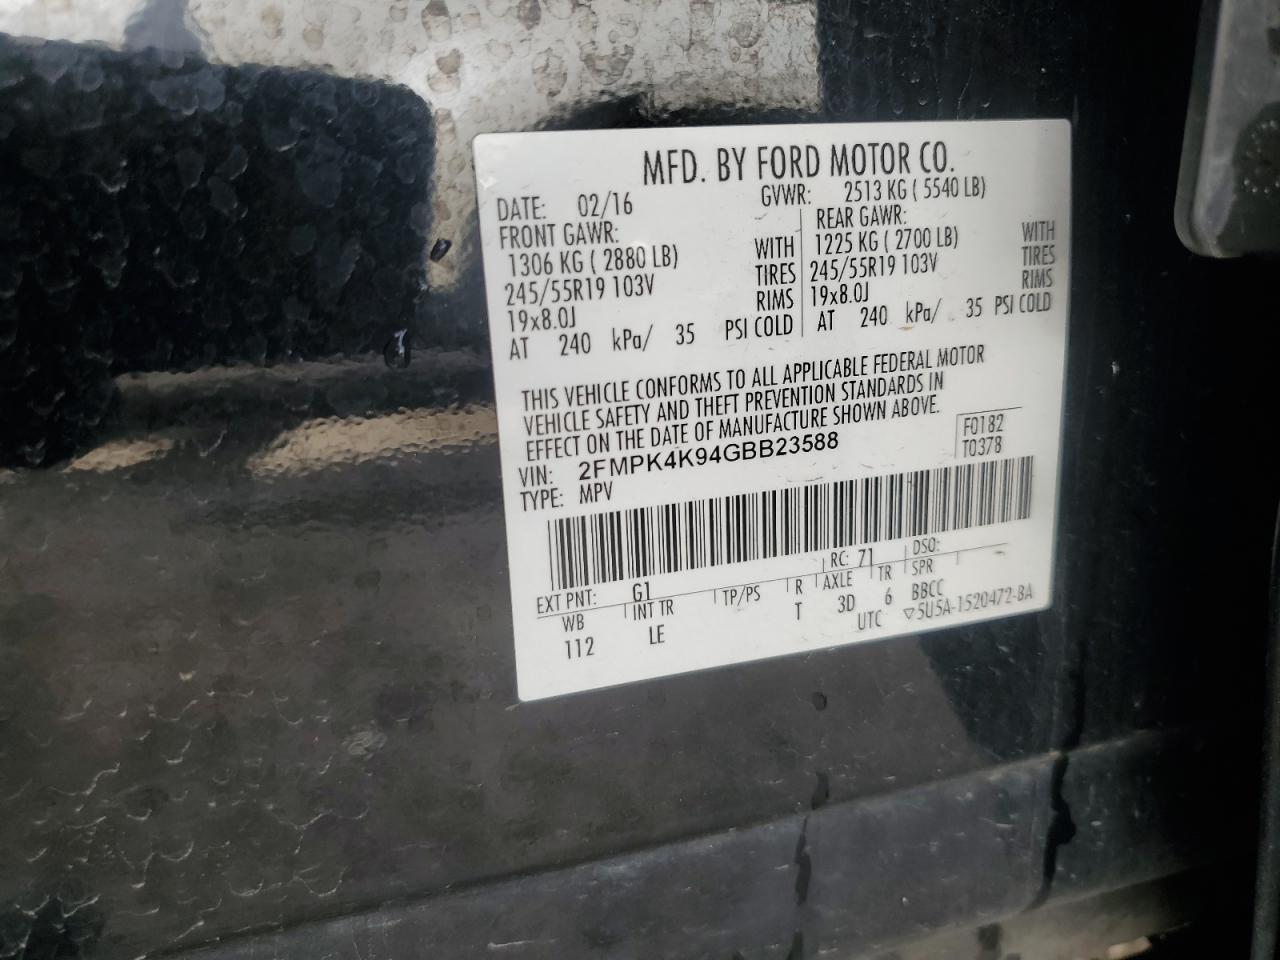 MFD. BY FORD MOTOR CO.
DATE: 02/16 GVWR: 2513 KG ( 5540 LB)
FRONT GAWR: REAR GAWR:
1306 KG ( 2880 LB) WITH 1225 KG ( 2700 LB) WITH
245/55R19 103V TIRES 245/55R19 103V TIRES
19x8.0J RIMS 19x8.0J RIMS
AT 240 kPa/ 35 PSI COLD AT 240 kPa/ 35 PSI COLD
THIS VEHICLE CONFORMS TO ALL APPLICABLE FEDERAL MOTOR
VEHICLE SAFETY AND THEFT PREVENTION STANDARDS IN
EFFECT ON THE DATE OF MANUFACTURE SHOWN ABOVE.
VIN: 2FMPK4K94GBB23588 F0182
TYPE: MPV T0378
EXT PNT: G1 RC: 71 DSO:
WB INT TR TP/PS R AXLE TR SPR
112 LE T 3D 6 BBCC
UTC ▽5U5A-1520472-BA